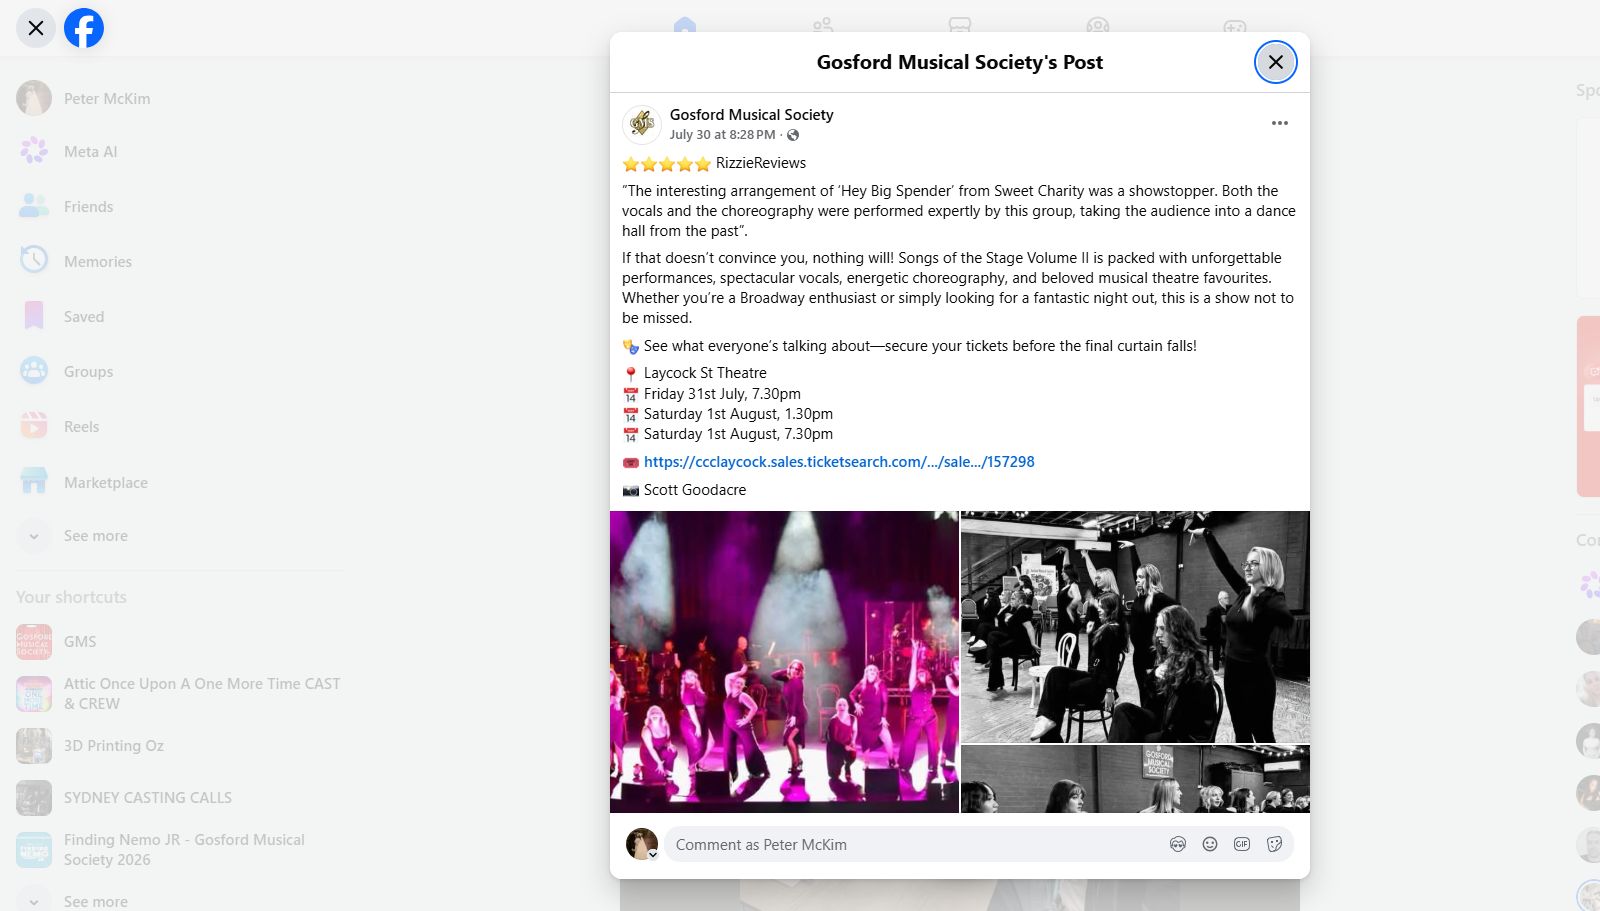 Gosford Musical Society's Post
Peter McKim
Meta AI
Friends
Memories
Saved
Groups
Reels
Marketplace
See more
Your shortcuts
GMS
Attic Once Upon A One More Time CAST
& CREW
3D Printing Oz
SYDNEY CASTING CALLS
Finding Nemo JR - Gosford Musical
Society 2026
See more
GMS
Gosford Musical Society
July 30 at 8:28 PM ·
⭐⭐⭐⭐⭐ RizzieReviews
“The interesting arrangement of ‘Hey Big Spender’ from Sweet Charity was a showstopper. Both the
vocals and the choreography were performed expertly by this group, taking the audience into a dance
hall from the past”.
If that doesn’t convince you, nothing will! Songs of the Stage Volume II is packed with unforgettable
performances, spectacular vocals, energetic choreography, and beloved musical theatre favourites.
Whether you’re a Broadway enthusiast or simply looking for a fantastic night out, this is a show not to
be missed.
🎭 See what everyone’s talking about—secure your tickets before the final curtain falls!
📍 Laycock St Theatre
📅 Friday 31st July, 7.30pm
📅 Saturday 1st August, 1.30pm
📅 Saturday 1st August, 7.30pm
🎟️ https://ccclaycock.sales.ticketsearch.com/.../sale.../157298
📷 Scott Goodacre
GOSFORD
MUSICAL
SOCIETY
Comment as Peter McKim
GIF
Spo
Cor